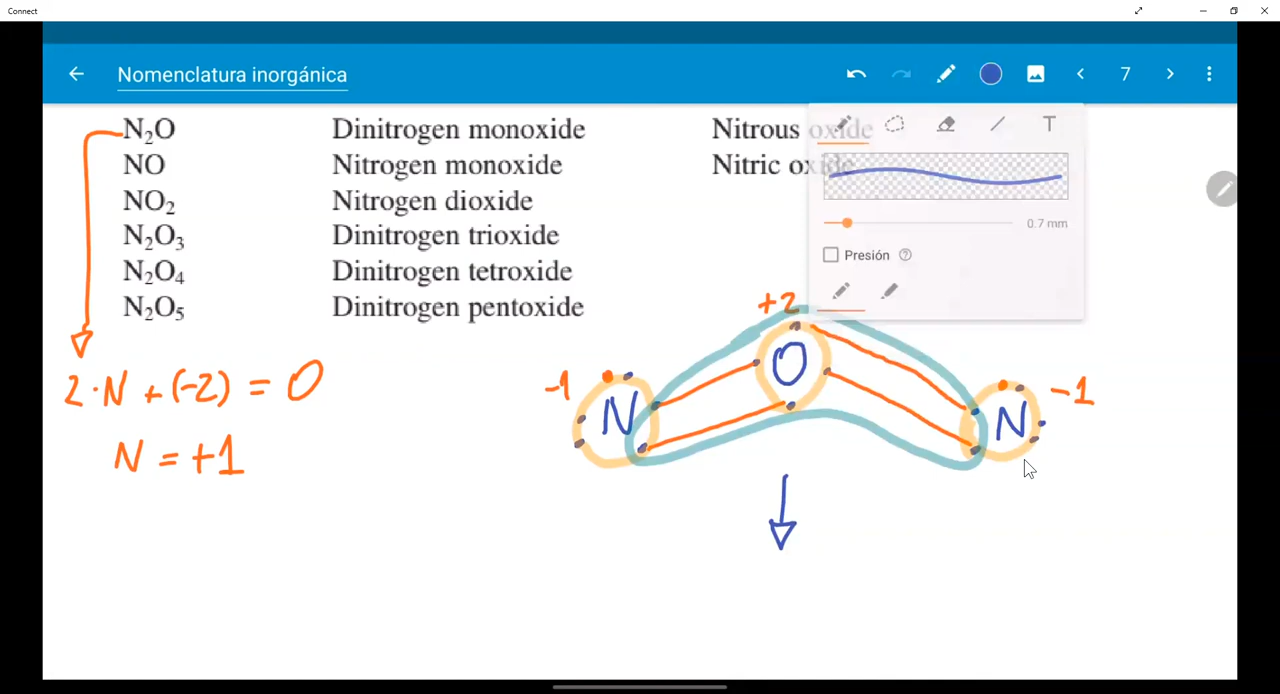 Connect
Nomenclatura inorgánica
7
N₂O Dinitrogen monoxide Nitrous oxide
NO Nitrogen monoxide Nitric oxide
NO₂ Nitrogen dioxide
N₂O₃ Dinitrogen trioxide
N₂O₄ Dinitrogen tetroxide
N₂O₅ Dinitrogen pentoxide
T
0.7 mm
Presión
+2
2·N + (-2) = 0
-1 N O N -1
N = +1